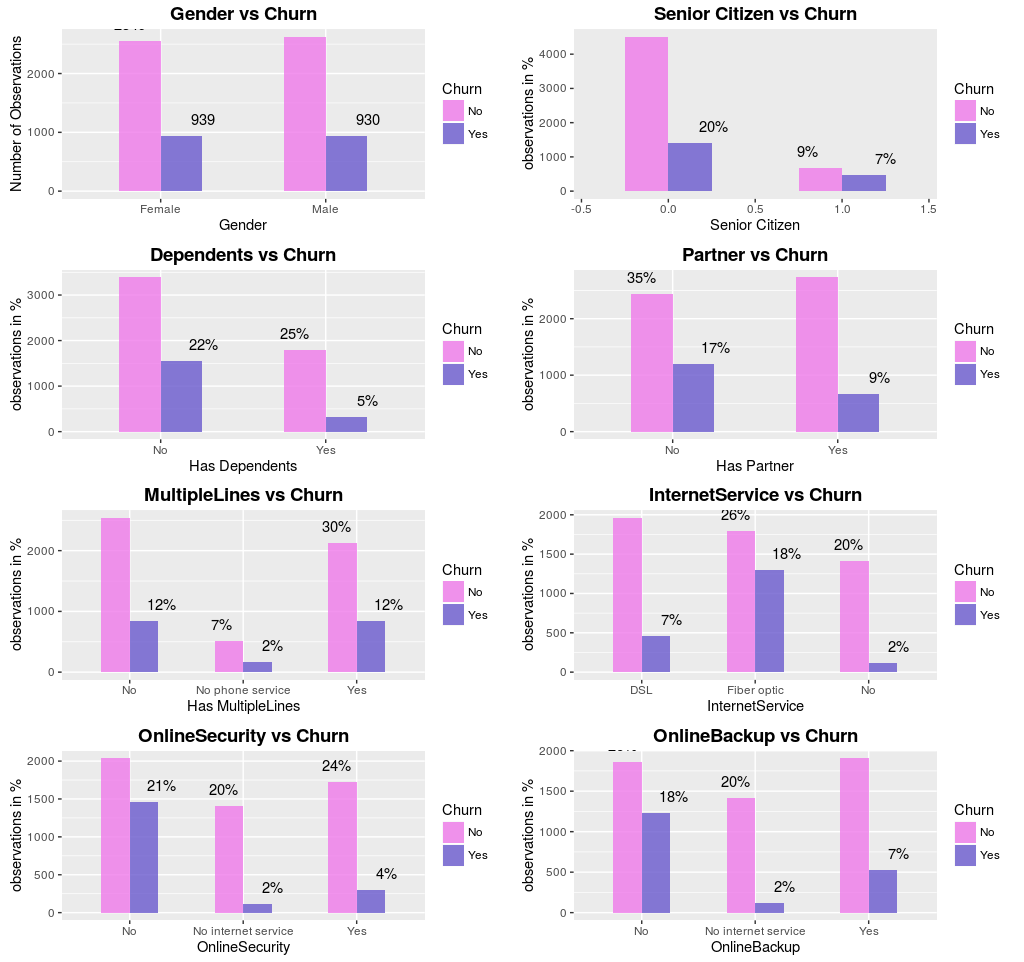 Gender vs Churn
Number of Observations
2000
1000
0
939
930
Female
Male
Gender
Churn
No
Yes
Senior Citizen vs Churn
observations in %
4000
3000
2000
1000
0
20%
9%
7%
-0.5
0.0
0.5
1.0
1.5
Senior Citizen
Churn
No
Yes
Dependents vs Churn
observations in %
3000
2000
1000
0
22%
25%
5%
No
Yes
Has Dependents
Churn
No
Yes
Partner vs Churn
observations in %
2000
1000
0
35%
17%
9%
No
Yes
Has Partner
Churn
No
Yes
MultipleLines vs Churn
observations in %
2000
1000
0
12%
7%
2%
30%
12%
No
No phone service
Yes
Has MultipleLines
Churn
No
Yes
InternetService vs Churn
observations in %
2000
1500
1000
500
0
7%
26%
18%
20%
2%
DSL
Fiber optic
No
InternetService
Churn
No
Yes
OnlineSecurity vs Churn
observations in %
2000
1500
1000
500
0
21%
20%
2%
24%
4%
No
No internet service
Yes
OnlineSecurity
Churn
No
Yes
OnlineBackup vs Churn
observations in %
2000
1500
1000
500
0
18%
20%
2%
7%
No
No internet service
Yes
OnlineBackup
Churn
No
Yes